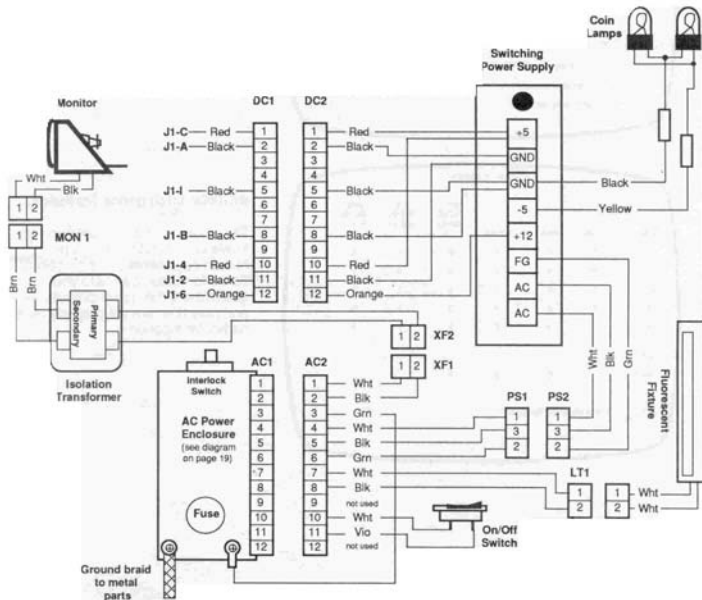 Coin
Lamps
Switching
Power Supply
DC1
DC2
Monitor
J1-C Red 1
J1-A Black 2
3
4
J1-I Black 5
6
7
J1-B Black 8
9
J1-4 Red 10
J1-2 Black 11
J1-6 Orange 12
1 Red
2 Black
3
4
5 Black
6
7
8 Black
9
10 Red
11 Black
12 Orange
+5
GND
GND
-5
+12
FG
AC
AC
Black
Yellow
Wht
Blk
1 2
1 2
MON 1
Brn
Brn
Primary
Secondary
Isolation
Transformer
1 2 XF2
1 2 XF1
Wht
Blk
Grn
Fluorescent
Fixture
Interlock
Switch
AC Power
Enclosure
(see diagram
on page 19)
Fuse
AC1
1
2
3
4
5
6
7
8
9
10
11
12
AC2
1 Wht
2 Blk
3 Grn
4 Wht
5 Blk
6 Grn
7 Wht
8 Blk
9 not used
10 Wht
11 Vio
12 not used
PS1
1
3
2
PS2
1
3
2
LT1
1
2
1 Wht
2 Wht
On/Off
Switch
Ground braid
to metal
parts